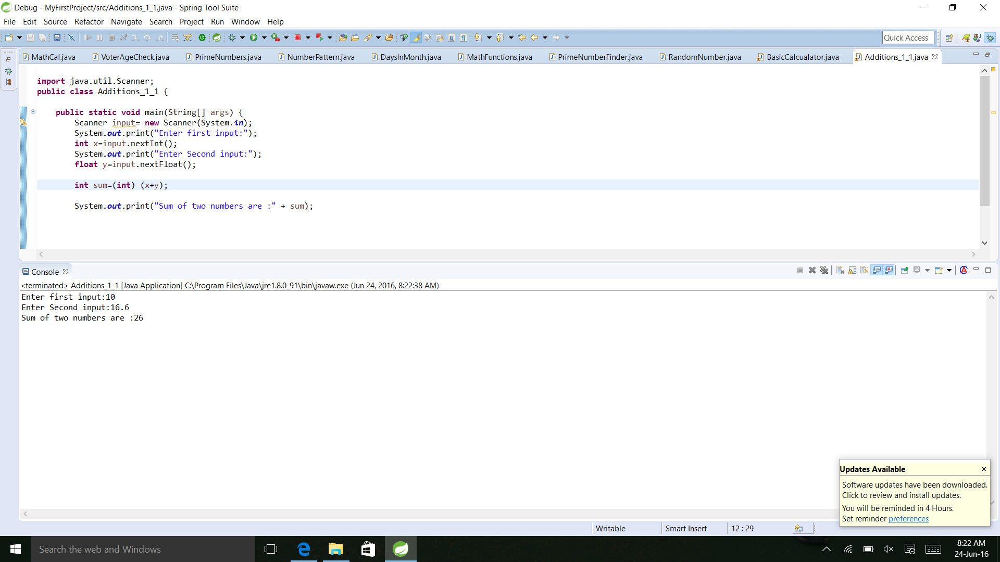 Debug - MyFirstProject/src/Additions_1_1.java - Spring Tool Suite
File Edit Source Refactor Navigate Search Project Run Window Help
Quick Access
MathCal.java VoterAgeCheck.java PrimeNumbers.java NumberPattern.java DaysInMonth.java MathFunctions.java PrimeNumberFinder.java RandomNumber.java BasicCalcualator.java Additions_1_1.java
import java.util.Scanner;
public class Additions_1_1 {
public static void main(String[] args) {
Scanner input= new Scanner(System.in);
System.out.print("Enter first input:");
int x=input.nextInt();
System.out.print("Enter Second input:");
float y=input.nextFloat();
int sum=(int) (x+y);
System.out.print("Sum of two numbers are :" + sum);
Console
<terminated> Additions_1_1 [Java Application] C:\Program Files\Java\jre1.8.0_91\bin\javaw.exe (Jun 24, 2016, 8:22:38 AM)
Enter first input:10
Enter Second input:16.6
Sum of two numbers are :26
Updates Available
Software updates have been downloaded.
Click to review and install updates.
You will be reminded in 4 Hours.
Set reminder preferences
Writable Smart Insert 12 : 29
Search the web and Windows
8:22 AM
24-Jun-16